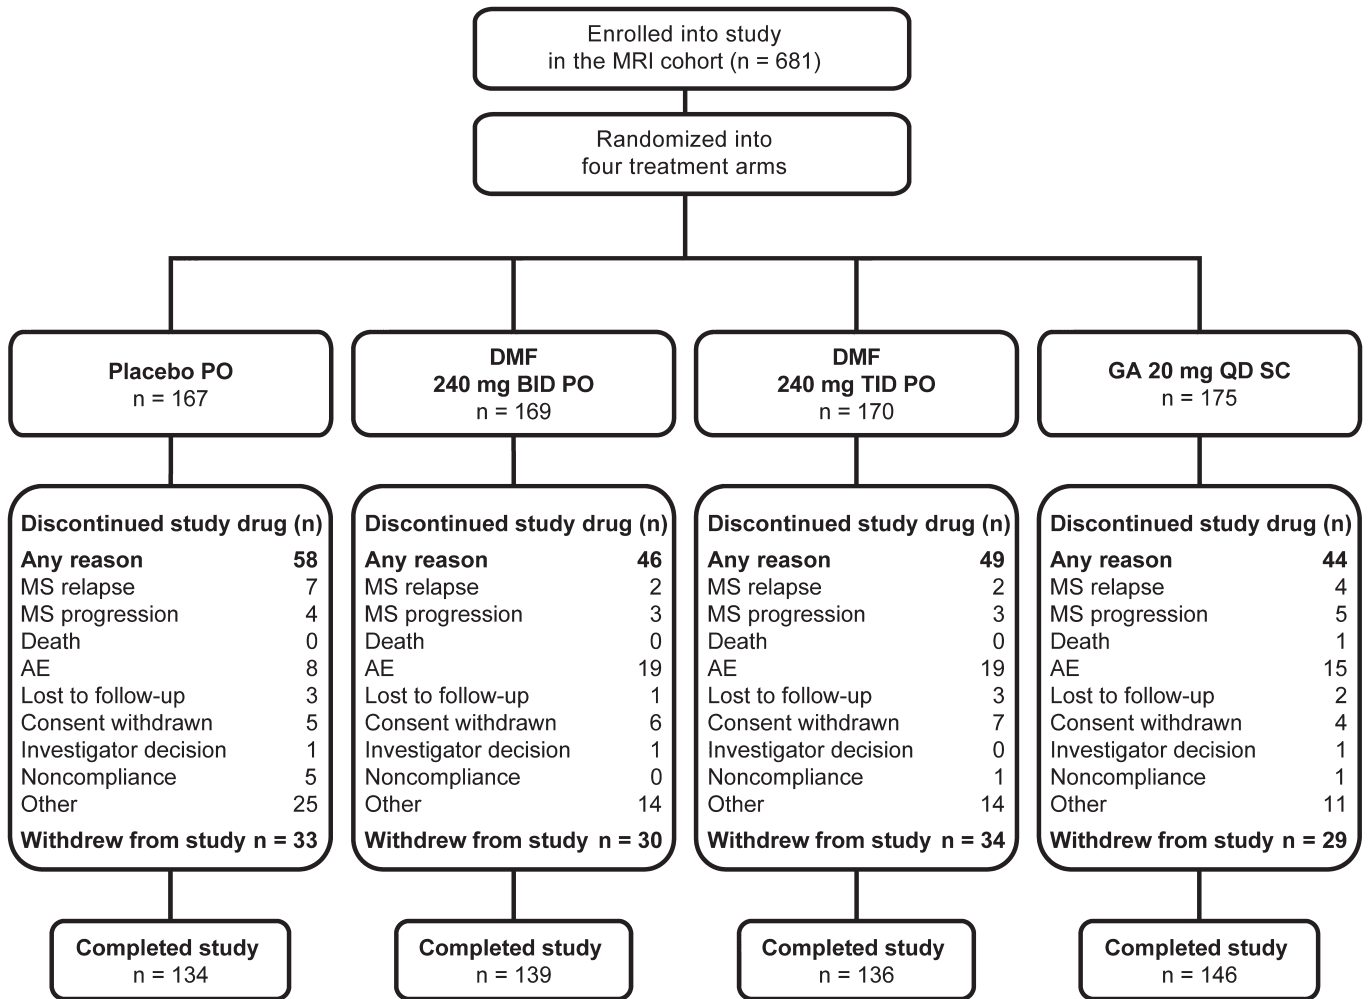 Enrolled into study
in the MRI cohort (n = 681)
Randomized into
four treatment arms
Placebo PO
n = 167
DMF
240 mg BID PO
n = 169
DMF
240 mg TID PO
n = 170
GA 20 mg QD SC
n = 175
Discontinued study drug (n)
Any reason 58
MS relapse 7
MS progression 4
Death 0
AE 8
Lost to follow-up 3
Consent withdrawn 5
Investigator decision 1
Noncompliance 5
Other 25
Withdrew from study n = 33
Discontinued study drug (n)
Any reason 46
MS relapse 2
MS progression 3
Death 0
AE 19
Lost to follow-up 1
Consent withdrawn 6
Investigator decision 1
Noncompliance 0
Other 14
Withdrew from study n = 30
Discontinued study drug (n)
Any reason 49
MS relapse 2
MS progression 3
Death 0
AE 19
Lost to follow-up 3
Consent withdrawn 7
Investigator decision 0
Noncompliance 1
Other 14
Withdrew from study n = 34
Discontinued study drug (n)
Any reason 44
MS relapse 4
MS progression 5
Death 1
AE 15
Lost to follow-up 2
Consent withdrawn 4
Investigator decision 1
Noncompliance 1
Other 11
Withdrew from study n = 29
Completed study
n = 134
Completed study
n = 139
Completed study
n = 136
Completed study
n = 146